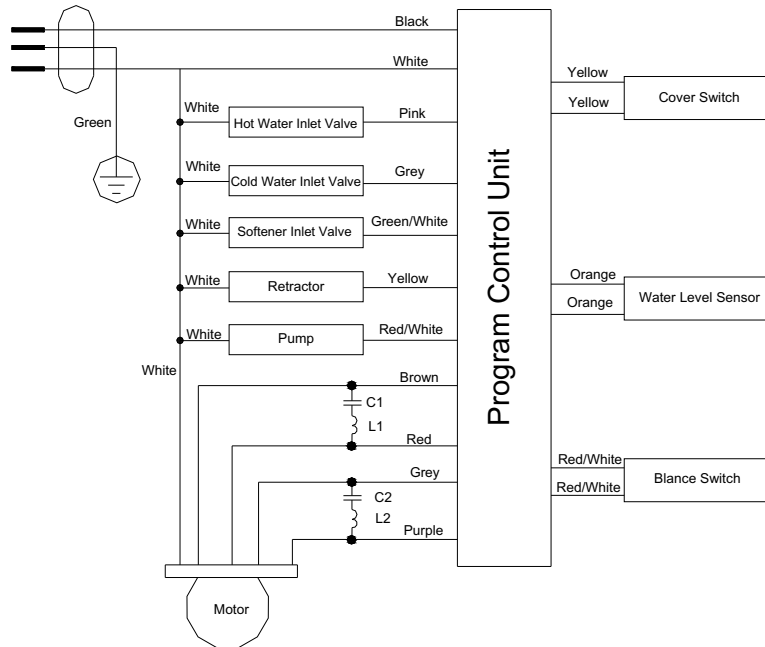 Black
White
Green
White
Hot Water Inlet Valve
Pink
White
Cold Water Inlet Valve
Grey
White
Softener Inlet Valve
Green/White
White
Retractor
Yellow
White
Pump
Red/White
White
Brown
C1
L1
Red
Grey
C2
L2
Purple
Motor
Program Control Unit
Yellow
Yellow
Cover Switch
Orange
Orange
Water Level Sensor
Red/White
Red/White
Blance Switch